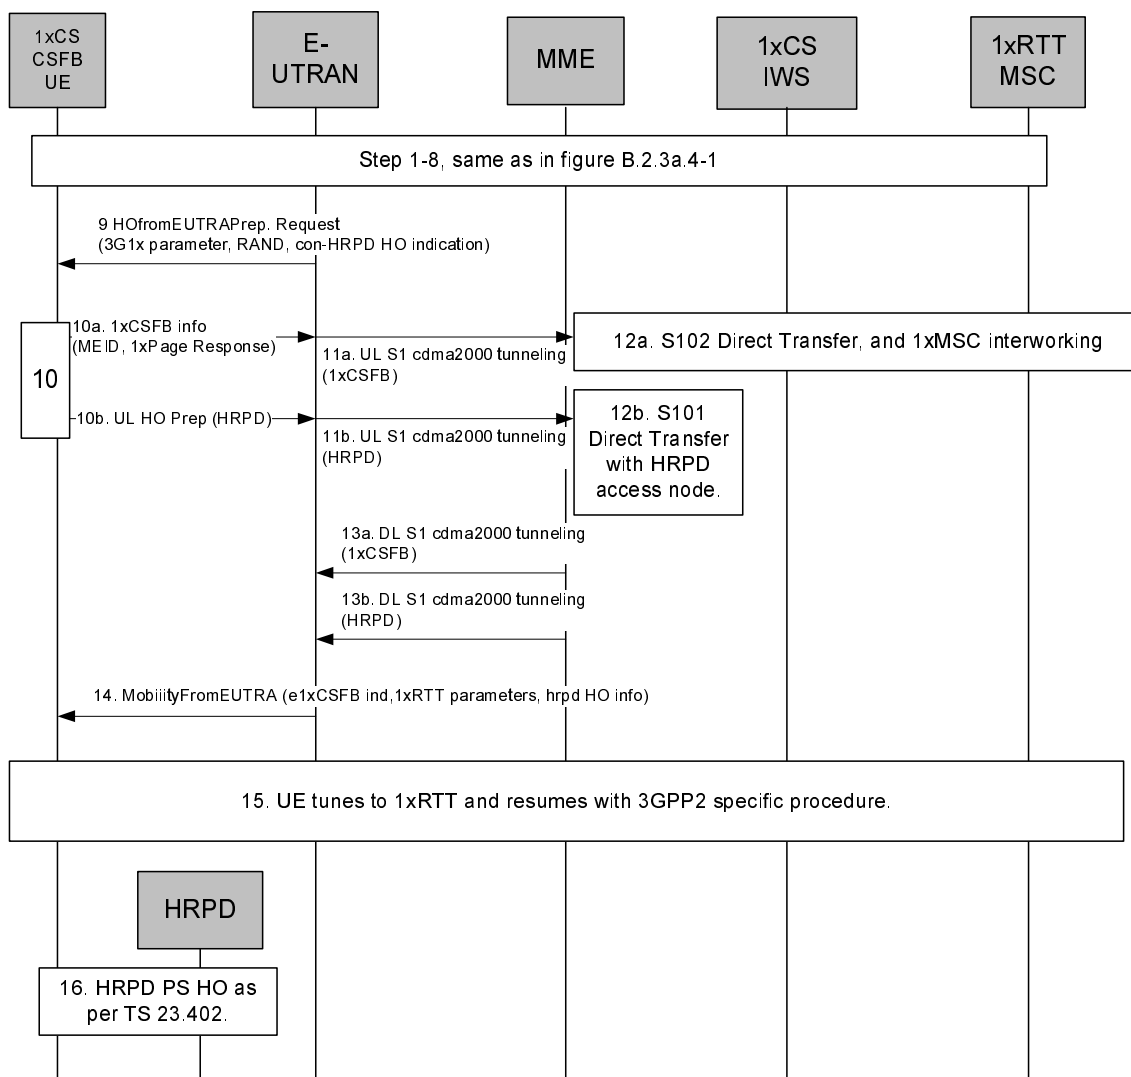 1xCS
CSFB
UE
E-
UTRAN
MME
1xCS
IWS
1xRTT
MSC
Step 1-8, same as in figure B.2.3a.4-1
9 HOfromEUTRAPrep. Request
(3G1x parameter, RAND, con-HRPD HO indication)
10
10a. 1xCSFB info
(MEID, 1xPage Response)
11a. UL S1 cdma2000 tunneling
(1xCSFB)
12a. S102 Direct Transfer, and 1xMSC interworking
10b. UL HO Prep (HRPD)
11b. UL S1 cdma2000 tunneling
(HRPD)
12b. S101
Direct Transfer
with HRPD
access node.
13a. DL S1 cdma2000 tunneling
(1xCSFB)
13b. DL S1 cdma2000 tunneling
(HRPD)
14. MobiiityFromEUTRA (e1xCSFB ind,1xRTT parameters, hrpd HO info)
15. UE tunes to 1xRTT and resumes with 3GPP2 specific procedure.
HRPD
16. HRPD PS HO as
per TS 23.402.